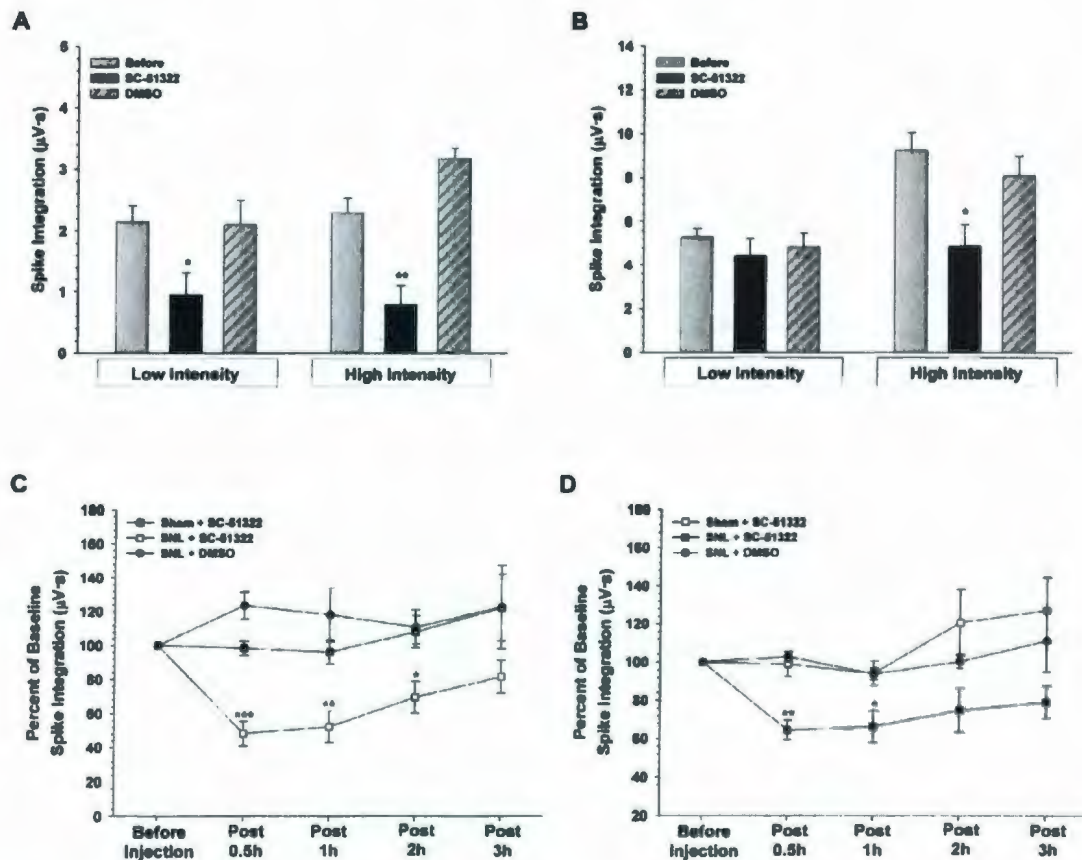 A
Spike Integration (µV-s)
5
4
3
2
1
0
Before
SC-51322
DMSO
*
**
Low Intensity
High Intensity
B
Spike Integration (µV-s)
14
12
10
8
6
4
2
0
Before
SC-51322
DMSO
*
Low Intensity
High Intensity
C
Percent of Baseline
Spike Integration (µV-s)
180
160
140
120
100
80
60
40
20
0
Sham + SC-51322
SNL + SC-51322
SNL + DMSO
***
**
*
Before
Injection
Post
0.5h
Post
1h
Post
2h
Post
3h
D
Percent of Baseline
Spike Integration (µV-s)
180
160
140
120
100
80
60
40
20
Sham + SC-51322
SNL + SC-51322
SNL + DMSO
**
*
Before
Injection
Post
0.5h
Post
1h
Post
2h
Post
3h